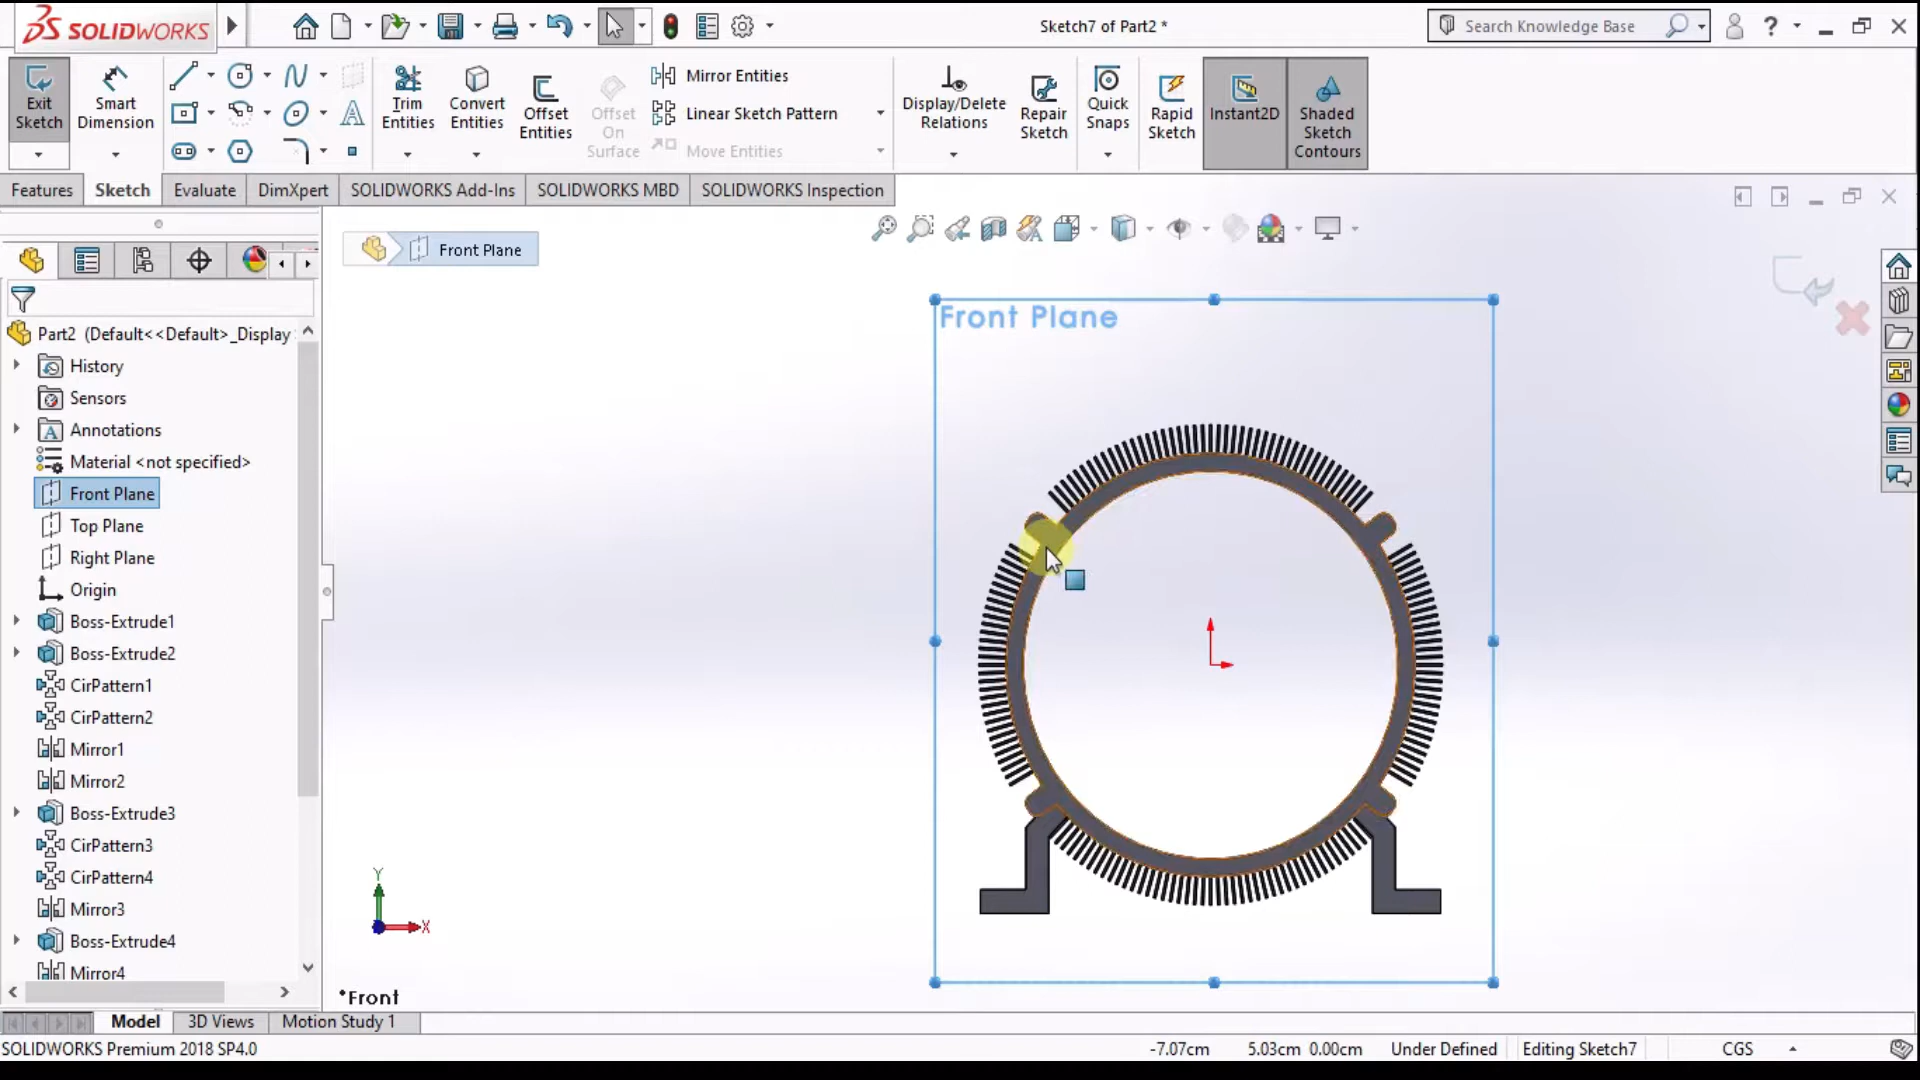 SOLIDWORKS
Sketch7 of Part2 *
Search Knowledge Base
?
Exit Sketch
Smart Dimension
Trim Entities
Convert Entities
Offset Entities
Offset On Surface
Mirror Entities
Linear Sketch Pattern
Move Entities
Display/Delete Relations
Repair Sketch
Quick Snaps
Rapid Sketch
Instant2D
Shaded Sketch Contours
Features
Sketch
Evaluate
DimXpert
SOLIDWORKS Add-Ins
SOLIDWORKS MBD
SOLIDWORKS Inspection
Front Plane
Front Plane
Part2 (Default<<Default>_Display
History
Sensors
Annotations
Material <not specified>
Front Plane
Top Plane
Right Plane
Origin
Boss-Extrude1
Boss-Extrude2
CirPattern1
CirPattern2
Mirror1
Mirror2
Boss-Extrude3
CirPattern3
CirPattern4
Mirror3
Boss-Extrude4
Mirror4
Y
X
*Front
Model
3D Views
Motion Study 1
SOLIDWORKS Premium 2018 SP4.0
-7.07cm
5.03cm
0.00cm
Under Defined
Editing Sketch7
CGS